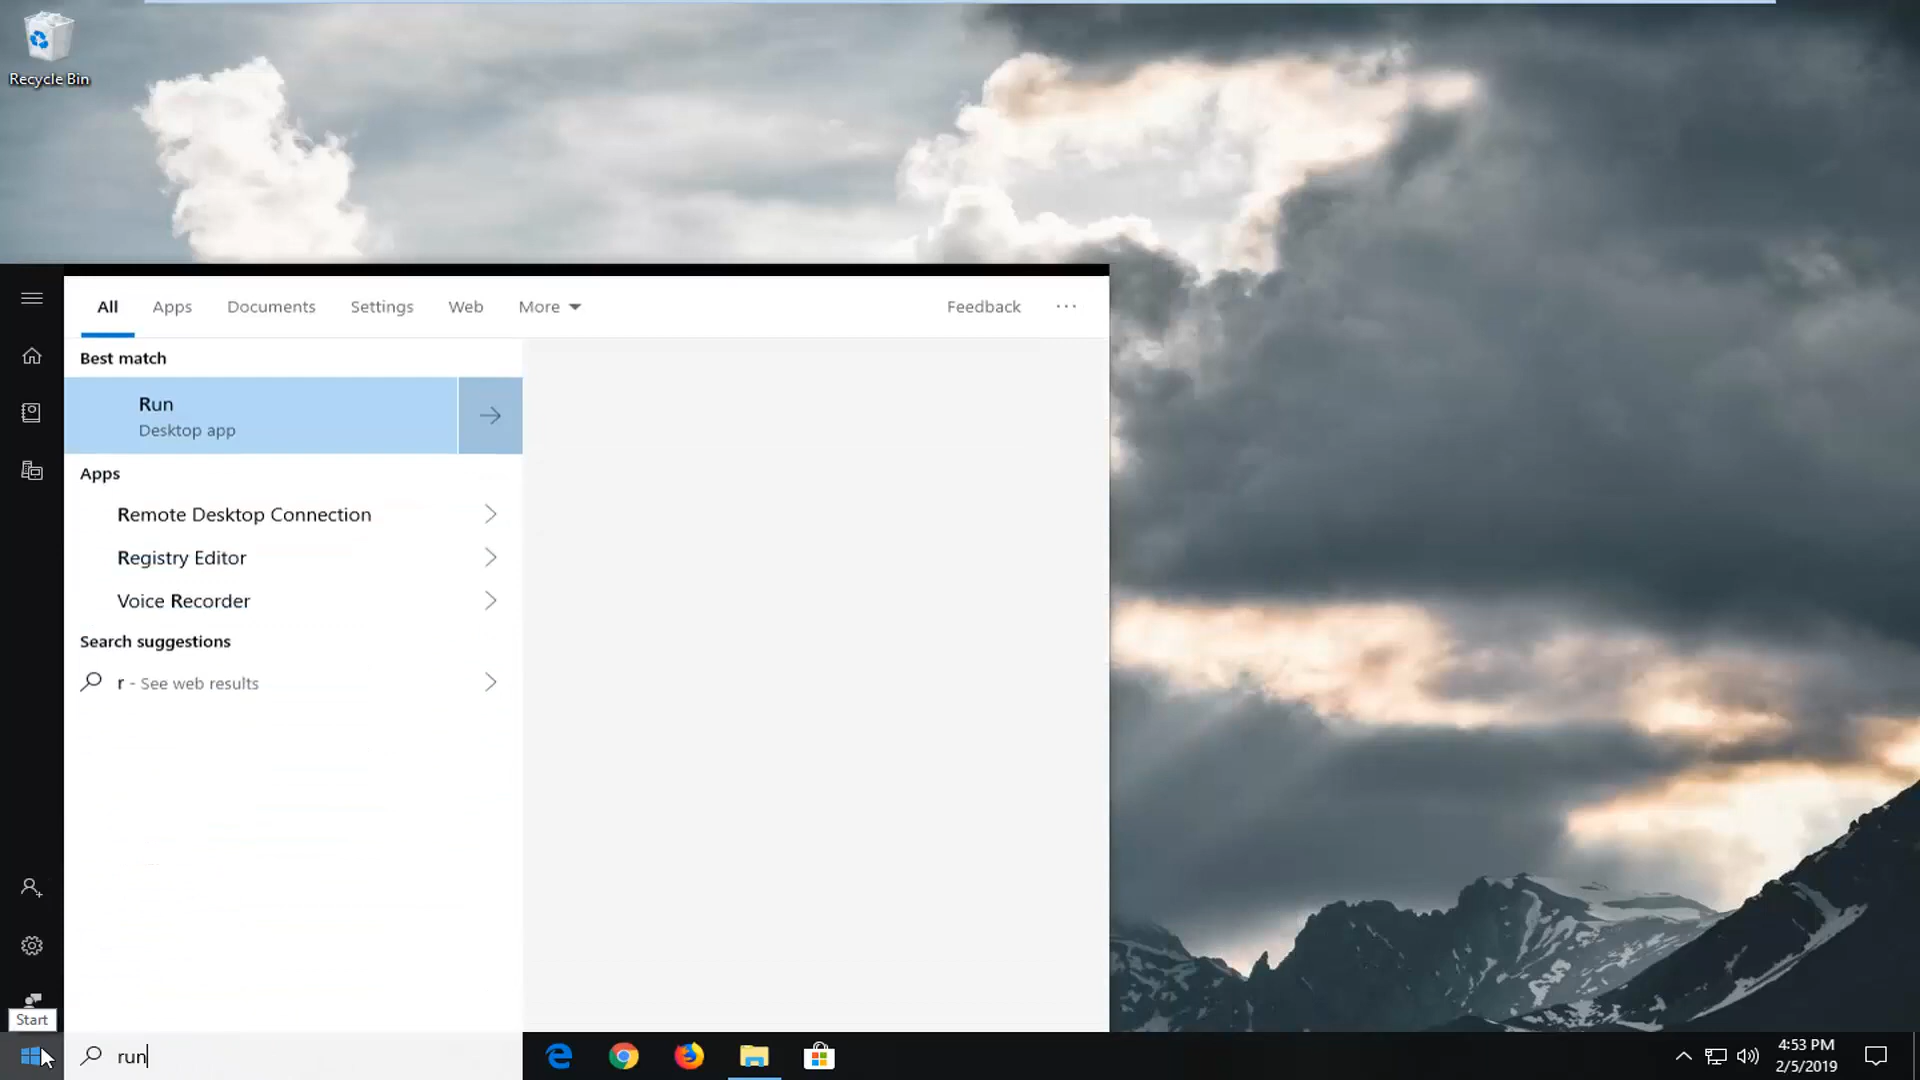 Recycle Bin
All Apps Documents Settings Web More Feedback ···
Best match
Run
Desktop app
Apps
Remote Desktop Connection
Registry Editor
Voice Recorder
Search suggestions
r - See web results
Start
run
4:53 PM
2/5/2019